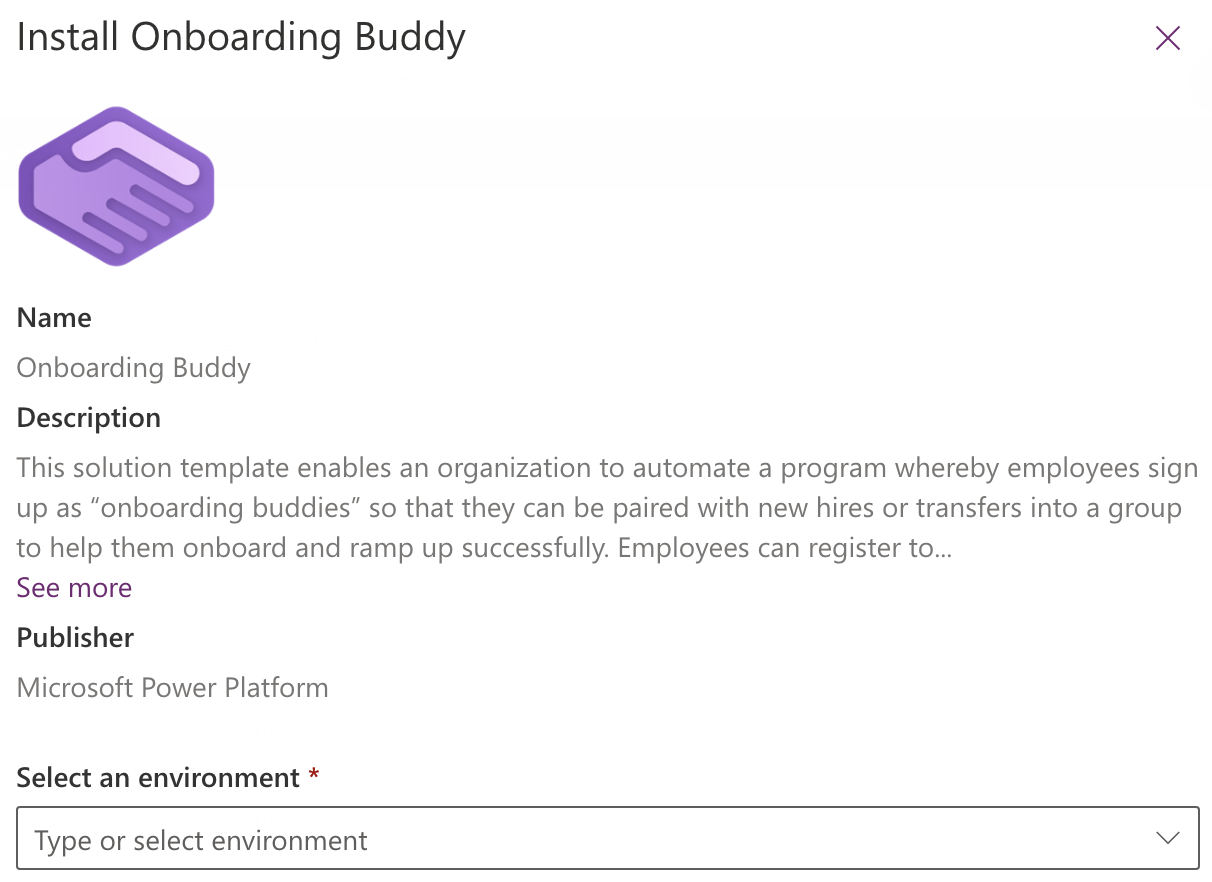 Install Onboarding Buddy
Name
Onboarding Buddy
Description
This solution template enables an organization to automate a program whereby employees sign
up as “onboarding buddies” so that they can be paired with new hires or transfers into a group
to help them onboard and ramp up successfully. Employees can register to...
See more
Publisher
Microsoft Power Platform
Select an environment *
Type or select environment